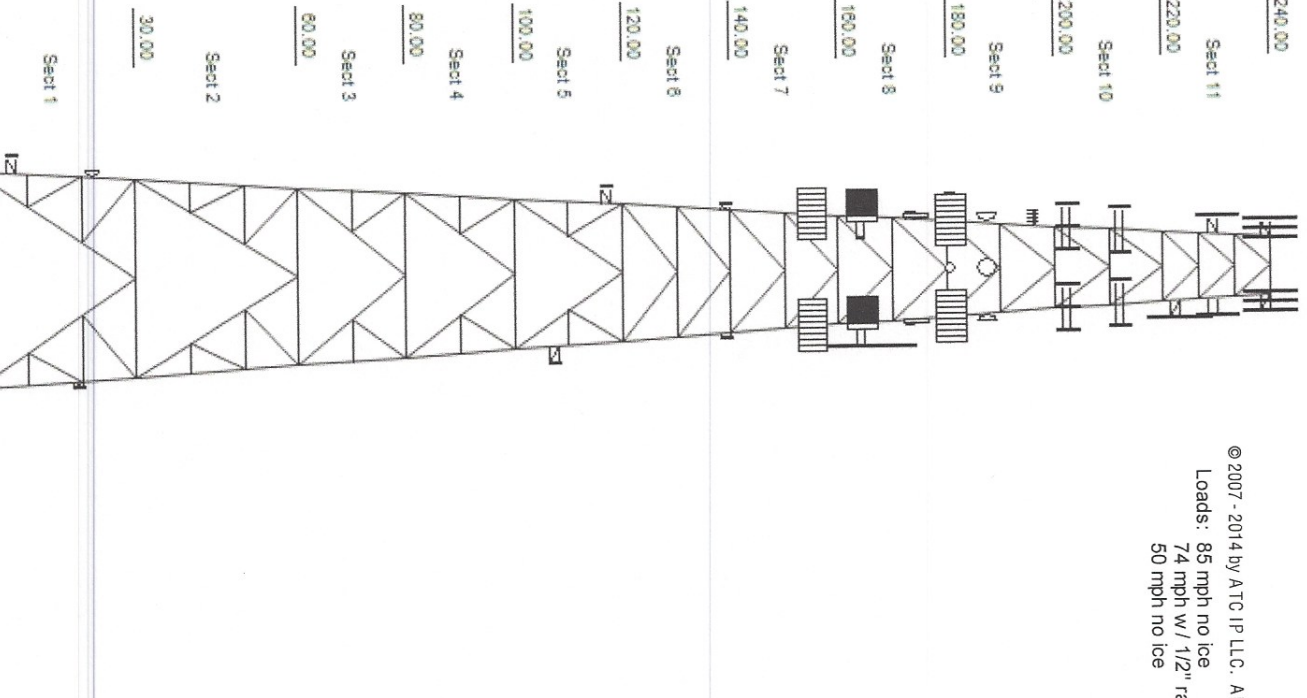 240.00
Sect 11
220.00
Sect 10
200.00
Sect 9
180.00
Sect 8
160.00
Sect 7
140.00
Sect 6
120.00
Sect 5
100.00
Sect 4
80.00
Sect 3
60.00
Sect 2
30.00
Sect 1
© 2007 - 2014 by ATC IP LLC. A
Loads: 85 mph no ice
74 mph w/ 1/2"
50 mph no ice